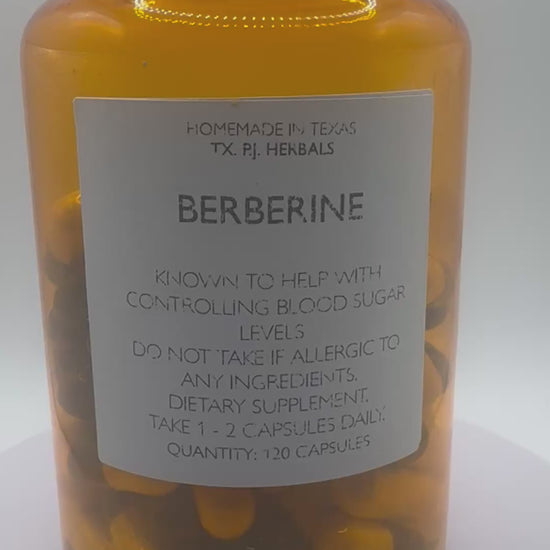 HOMEMADE IN TEXAS
TX. P.J. HERBALS
BERBERINE
KNOWN TO HELP WITH
CONTROLLING BLOOD SUGAR
LEVELS
DO NOT TAKE IF ALLERGIC TO
ANY INGREDIENTS.
DIETARY SUPPLEMENT.
TAKE 1 - 2 CAPSULES DAILY.
QUANTITY: 120 CAPSULES